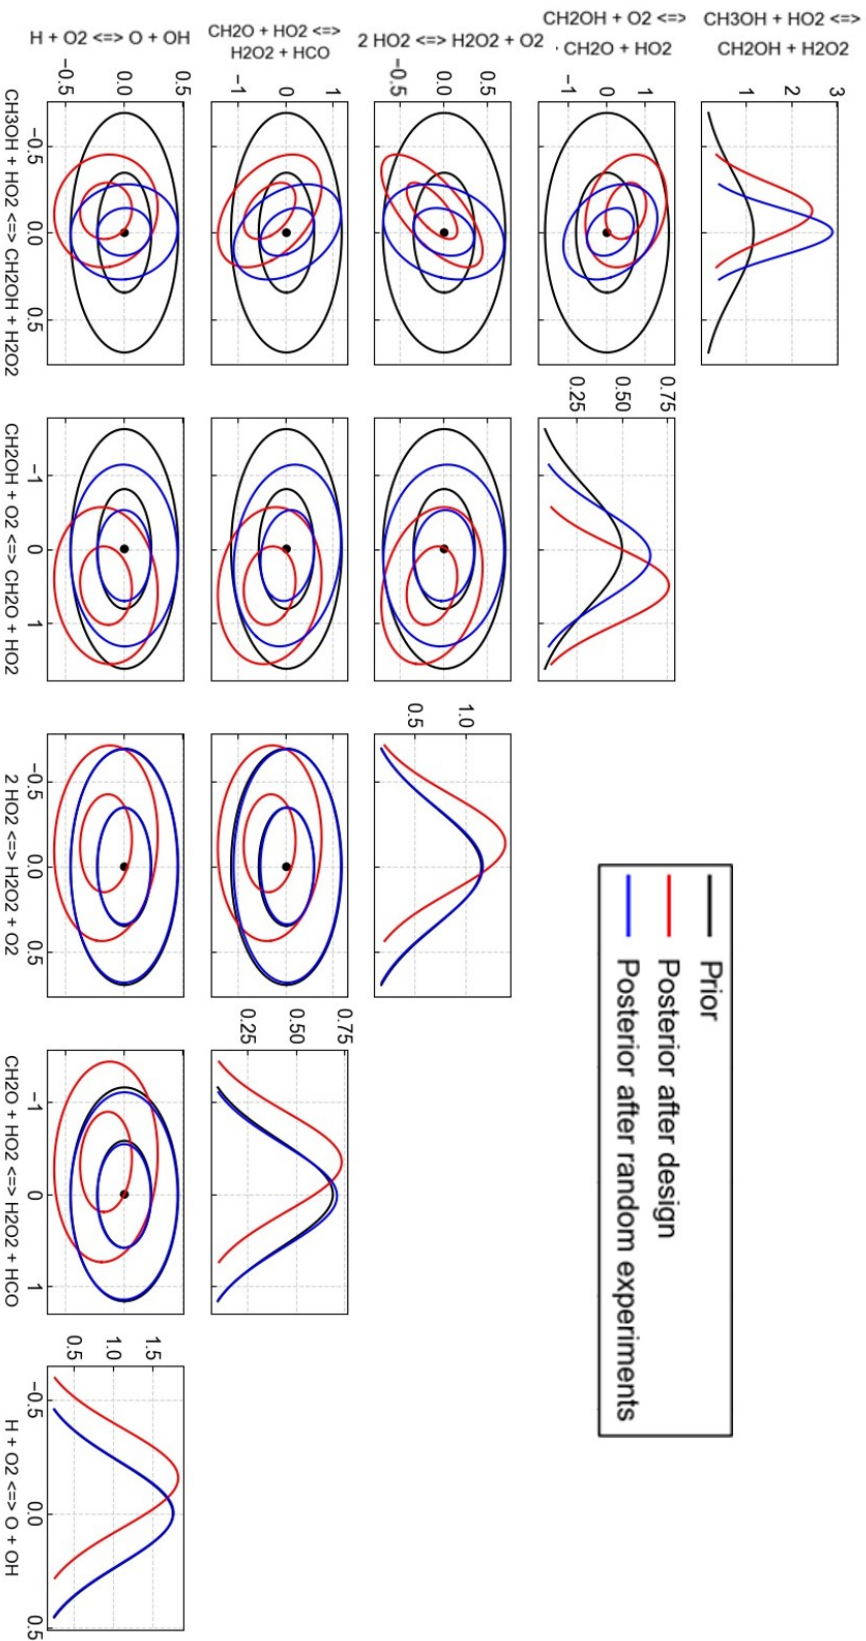 CH3OH + HO2 <=>
CH2OH + H2O2
3
2
1
Prior
Posterior after design
Posterior after random experiments
CH2OH + O2 <=>
CH2O + HO2
1
0
−1
0.75
0.50
0.25
2 HO2 <=> H2O2 + O2
0.5
0.0
−0.5
1.0
0.5
CH2O + HO2 <=>
H2O2 + HCO
1
0
−1
0.75
0.50
0.25
H + O2 <=> O + OH
0.5
0.0
−0.5
1.5
1.0
0.5
−0.5
0.0
0.5
−1
0
1
−0.5
0.0
0.5
−1
0
1
−0.5
0.0
0.5
CH3OH + HO2 <=> CH2OH + H2O2
CH2OH + O2 <=> CH2O + HO2
2 HO2 <=> H2O2 + O2
CH2O + HO2 <=> H2O2 + HCO
H + O2 <=> O + OH